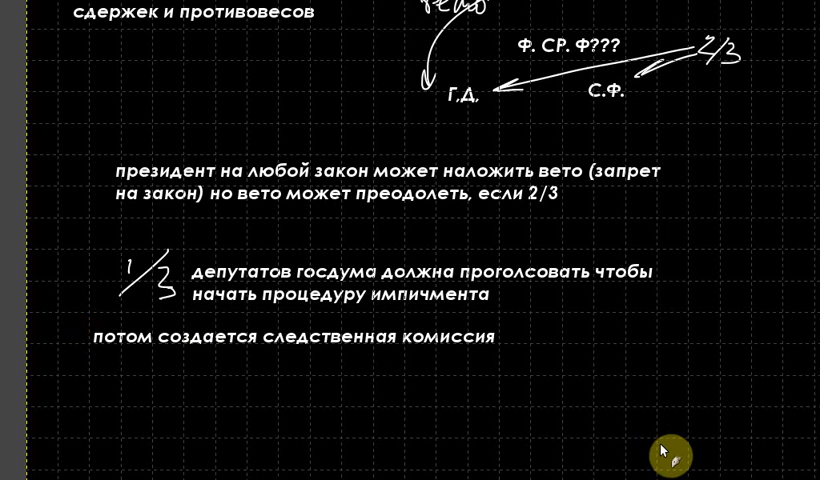 сдержек и противовесов
вето
Ф. СР. Ф???
2/3
Г.Д.
С.Ф.
президент на любой закон может наложить вето (запрет
на закон) но вето может преодолеть, если 2/3
1/3 депутатов госдума должна проголсовать чтобы
начать процедуру импичмента
потом создается следственная комиссия